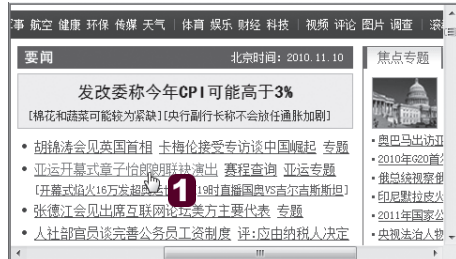 事 航空 健康 环保 传媒 天气 | 体育 娱乐 财经 科技 | 视频 评论 图片 调查 | 滚
要闻 北京时间: 2010.11.10
发改委称今年CPI可能高于3%
[棉花和蔬菜可能较为紧缺][央行副行长称不会放任通胀加剧]
• 胡锦涛会见英国首相 卡梅伦接受专访谈中国崛起 专题
• 亚运开幕式章子怡郎朗联袂演出 赛程查询 亚运专题
[开幕式焰火16万发超 19时直播国奥VS吉尔吉斯斯坦]
• 张德江会见出席互联网论坛美方主要代表 专题
• 人社部官员谈完善公务员工资制度 评:应由纳税人决定
焦点专题
奥巴马出访亚
2010年G20首
俄总统视察俄
印尼默拉皮火
2011年国家公
央视法治人物
1